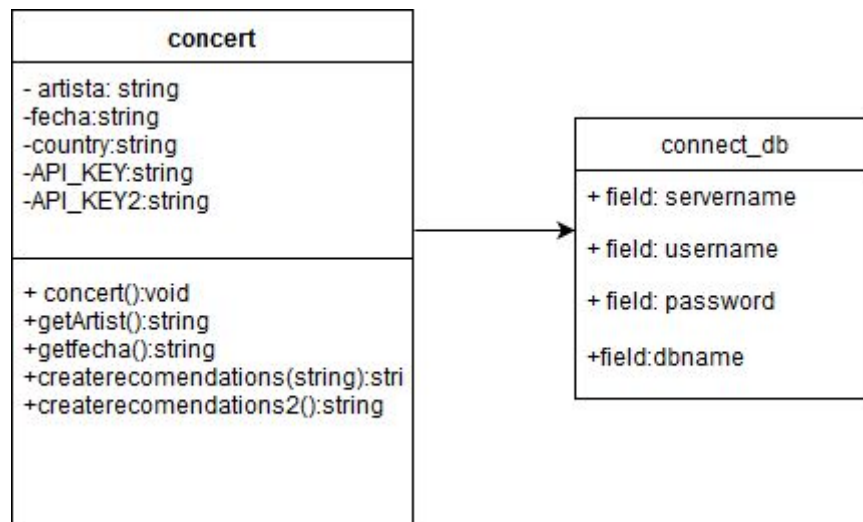 concert
- artista: string
-fecha:string
-country:string
-API_KEY:string
-API_KEY2:string
+ concert():void
+getArtist():string
+getfecha():string
+createrecomendations(string):stri
+createrecomendations2():string
connect_db
+ field: servername
+ field: username
+ field: password
+field:dbname